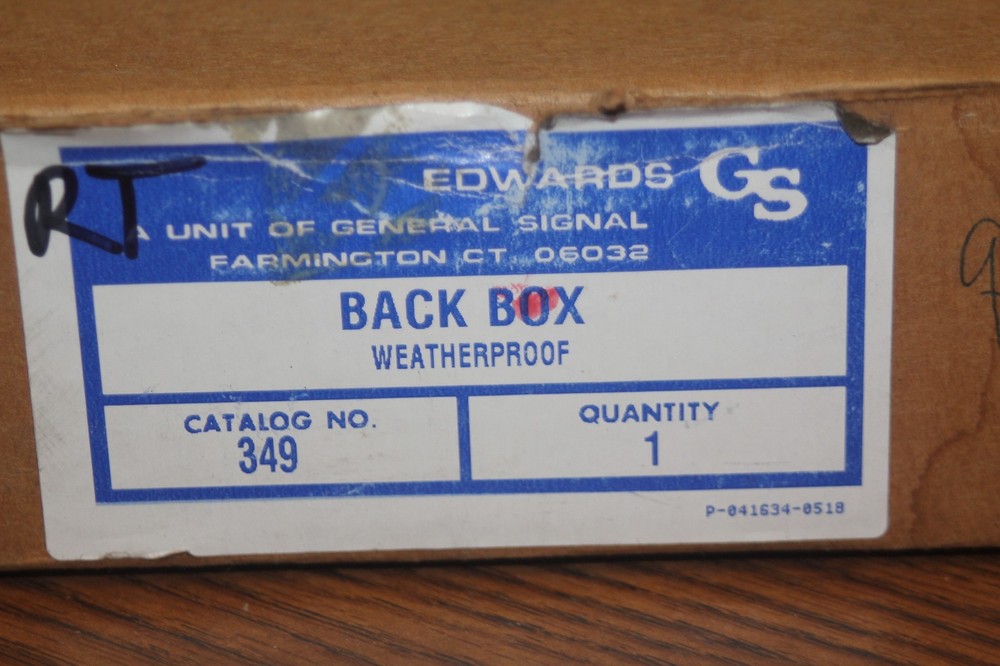 RT
EDWARDS GS
A UNIT OF GENERAL SIGNAL
FARMINGTON CT 06032
BACK BOX
WEATHERPROOF
CATALOG NO.
349
QUANTITY
1
P-041634-0518